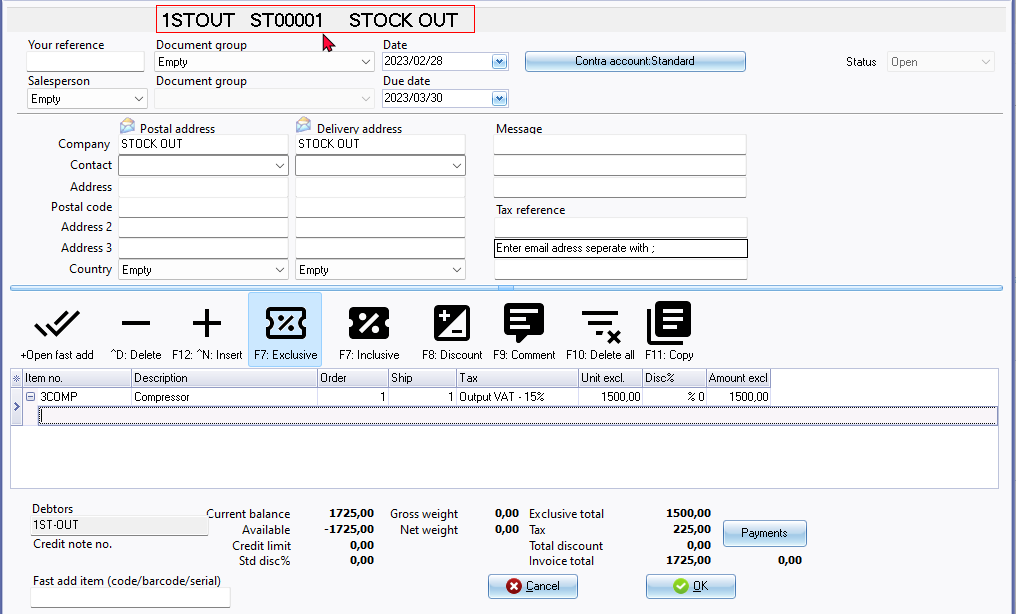 1STOUT ST00001 STOCK OUT
Your reference Document group Date
Empty 2023/02/28 Contra account:Standard Status Open
Salesperson Document group Due date
Empty 2023/03/30
Postal address Delivery address Message
Company STOCK OUT STOCK OUT
Contact
Address
Postal code Tax reference
Address 2
Address 3 Enter email adress seperate with ;
Country Empty Empty
+Open fast add ^D: Delete F12: ^N: Insert F7: Exclusive F7: Inclusive F8: Discount F9: Comment F10: Delete all F11: Copy
Item no. Description Order Ship Tax Unit excl. Disc% Amount excl
3COMP Compressor 1 1 Output VAT - 15% 1500,00 % 0 1500,00
Debtors
1ST-OUT
Credit note no.
Current balance 1725,00 Gross weight 0,00 Exclusive total 1500,00
Available -1725,00 Net weight 0,00 Tax 225,00 Payments
Credit limit 0,00 Total discount 0,00
Std disc% 0,00 Invoice total 1725,00 0,00
Fast add item (code/barcode/serial) Cancel OK